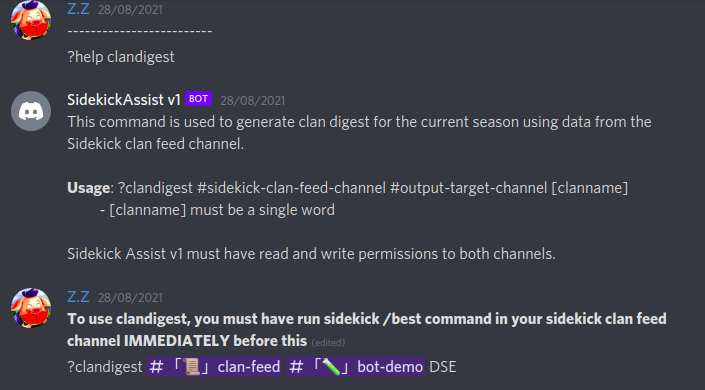 Z.Z 28/08/2021
-------------------------
?help clandigest
SidekickAssist v1 BOT 28/08/2021
This command is used to generate clan digest for the current season using data from the
Sidekick clan feed channel.
Usage: ?clandigest #sidekick-clan-feed-channel #output-target-channel [clanname]
- [clanname] must be a single word
Sidekick Assist v1 must have read and write permissions to both channels.
Z.Z 28/08/2021
To use clandigest, you must have run sidekick /best command in your sidekick clan feed
channel IMMEDIATELY before this (edited)
?clandigest # 「📜」clan-feed # 「🧪」bot-demo DSE